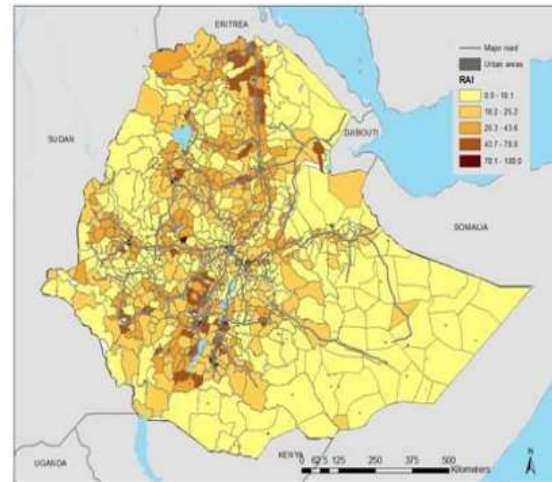 ERITREA
Major road
Urban areas
RAI
0.0 - 10.1
10.2 - 25.2
25.3 - 43.6
43.7 - 70.0
70.1 - 100.0
SUDAN
DJIBOUTI
SOMALIA
UGANDA
KENYA
0 62.5 125 250 375 500
Kilometers
N